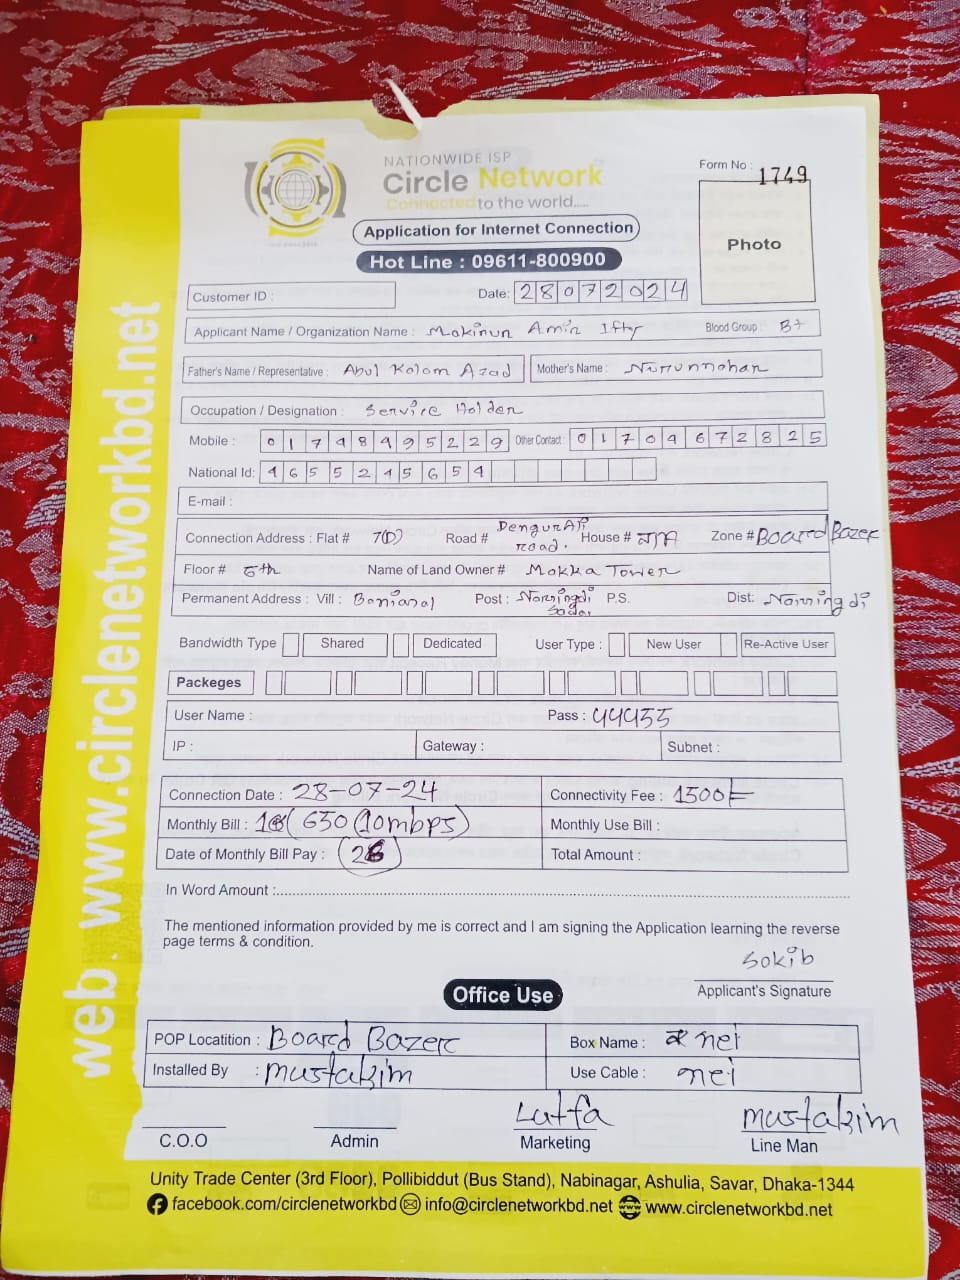 NATIONWIDE ISP
Circle Network
Connected to the world.....
Form No : 1749
Application for Internet Connection
Hot Line : 09611-800900
Photo
Customer ID :
Date: 28072024
Applicant Name / Organization Name : Mokinun Amin Ifty Blood Group : B+
Father's Name / Representative : Abul Kalam Azad Mother's Name : Nurunnahar
Occupation / Designation : Service Holder
Mobile : 01748495229 Other Contact : 01704672825
National Id: 4655245654
E-mail :
Connection Address : Flat # 7(D) Road # DengurAP road. House # Zone # Board Bazer
Floor # 6th Name of Land Owner # Mokka Tower
Permanent Address : Vill : Post : Norsingdi Sadar P.S. Dist: Norsingdi
Bandwidth Type Shared Dedicated User Type : New User Re-Active User
Packeges
User Name : Pass : 44455
IP : Gateway : Subnet :
Connection Date : 28-07-24 Connectivity Fee : 1500/=
Monthly Bill : (650 (10mbps) Monthly Use Bill :
Date of Monthly Bill Pay : Total Amount :
In Word Amount :
The mentioned information provided by me is correct and I am signing the Application learning the reverse
page terms & condition.
Sokib
Applicant's Signature
Office Use
POP Locatition : Board Bazer Box Name : nei
Installed By : mustakim Use Cable : nei
Lutfa mustakim
C.O.O Admin Marketing Line Man
Unity Trade Center (3rd Floor), Pollibiddut (Bus Stand), Nabinagar, Ashulia, Savar, Dhaka-1344
facebook.com/circlenetworkbd info@circlenetworkbd.net www.circlenetworkbd.net
web : www.circlenetworkbd.net